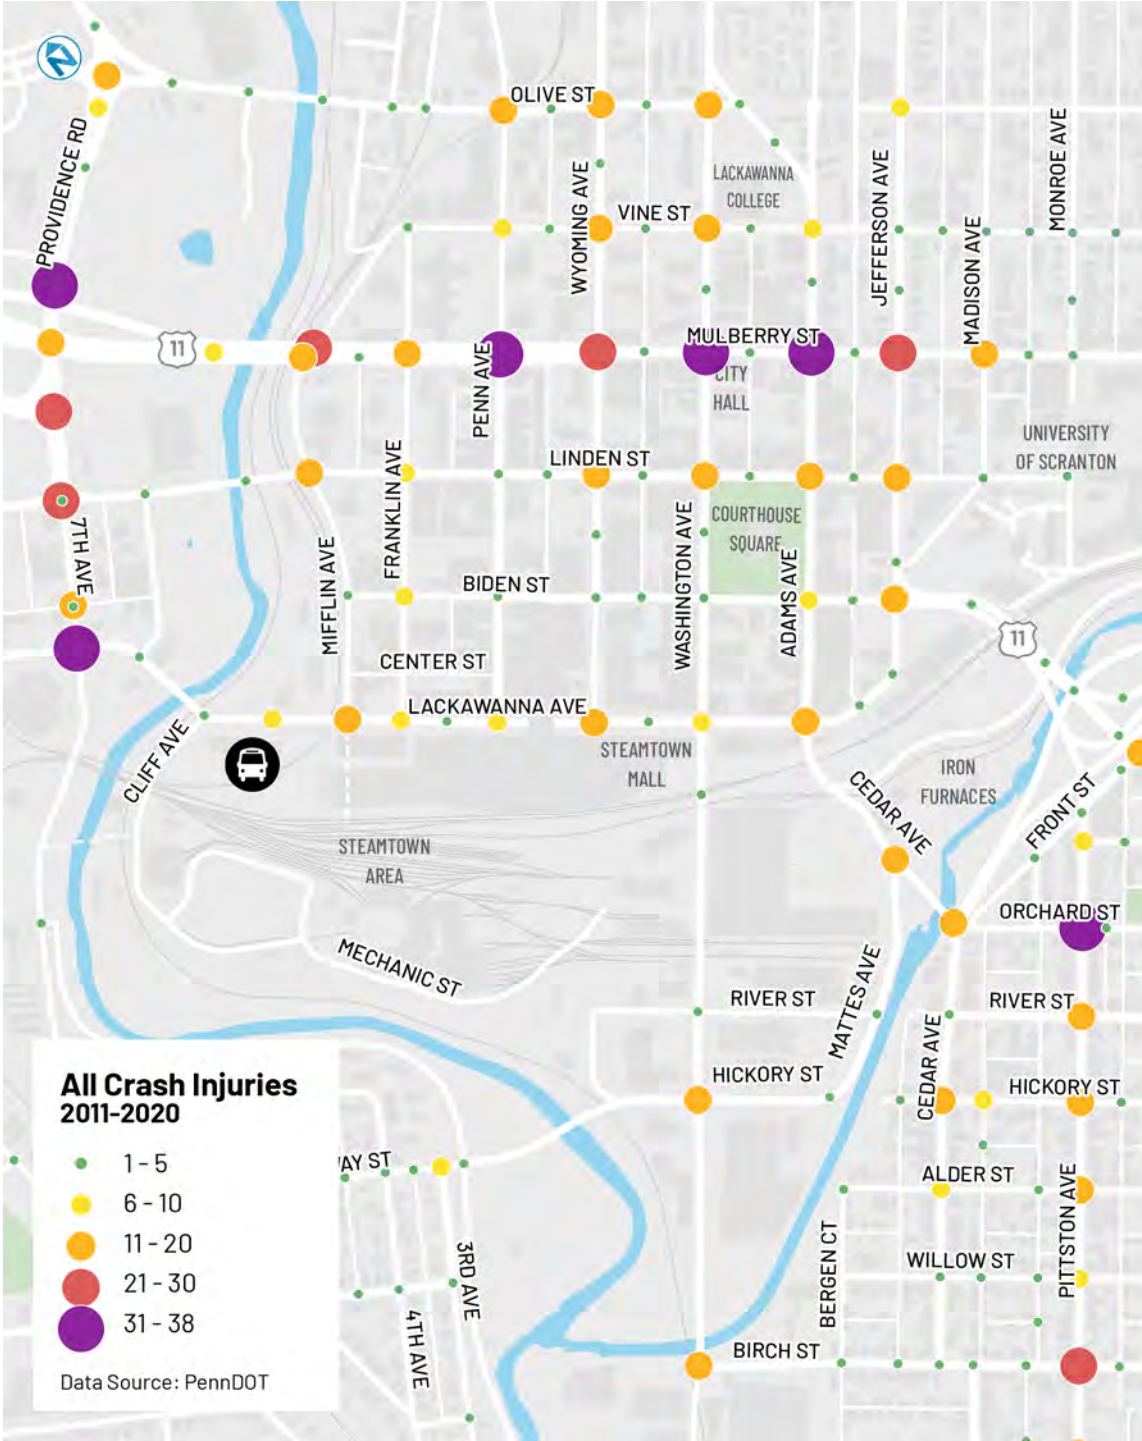 OLIVE ST
PROVIDENCE RD
WYOMING AVE
LACKAWANNA
COLLEGE
VINE ST
JEFFERSON AVE
MONROE AVE
MADISON AVE
11
MULBERRY ST
PENN AVE
CITY
HALL
UNIVERSITY
OF SCRANTON
LINDEN ST
FRANKLIN AVE
7TH AVE
MIFFLIN AVE
WASHINGTON AVE
COURTHOUSE
SQUARE
ADAMS AVE
BIDEN ST
11
CENTER ST
LACKAWANNA AVE
CLIFF AVE
STEAMTOWN
MALL
IRON
FURNACES
CEDAR AVE
FRONT ST
STEAMTOWN
AREA
ORCHARD ST
MECHANIC ST
MATTES AVE
RIVER ST
RIVER ST
CEDAR AVE
HICKORY ST
HICKORY ST
All Crash Injuries
2011-2020
1 - 5
6 - 10
11 - 20
21 - 30
31 - 38
Data Source: PennDOT
AY ST
ALDER ST
PITTSTON AVE
3RD AVE
BERGEN CT
WILLOW ST
4TH AVE
BIRCH ST